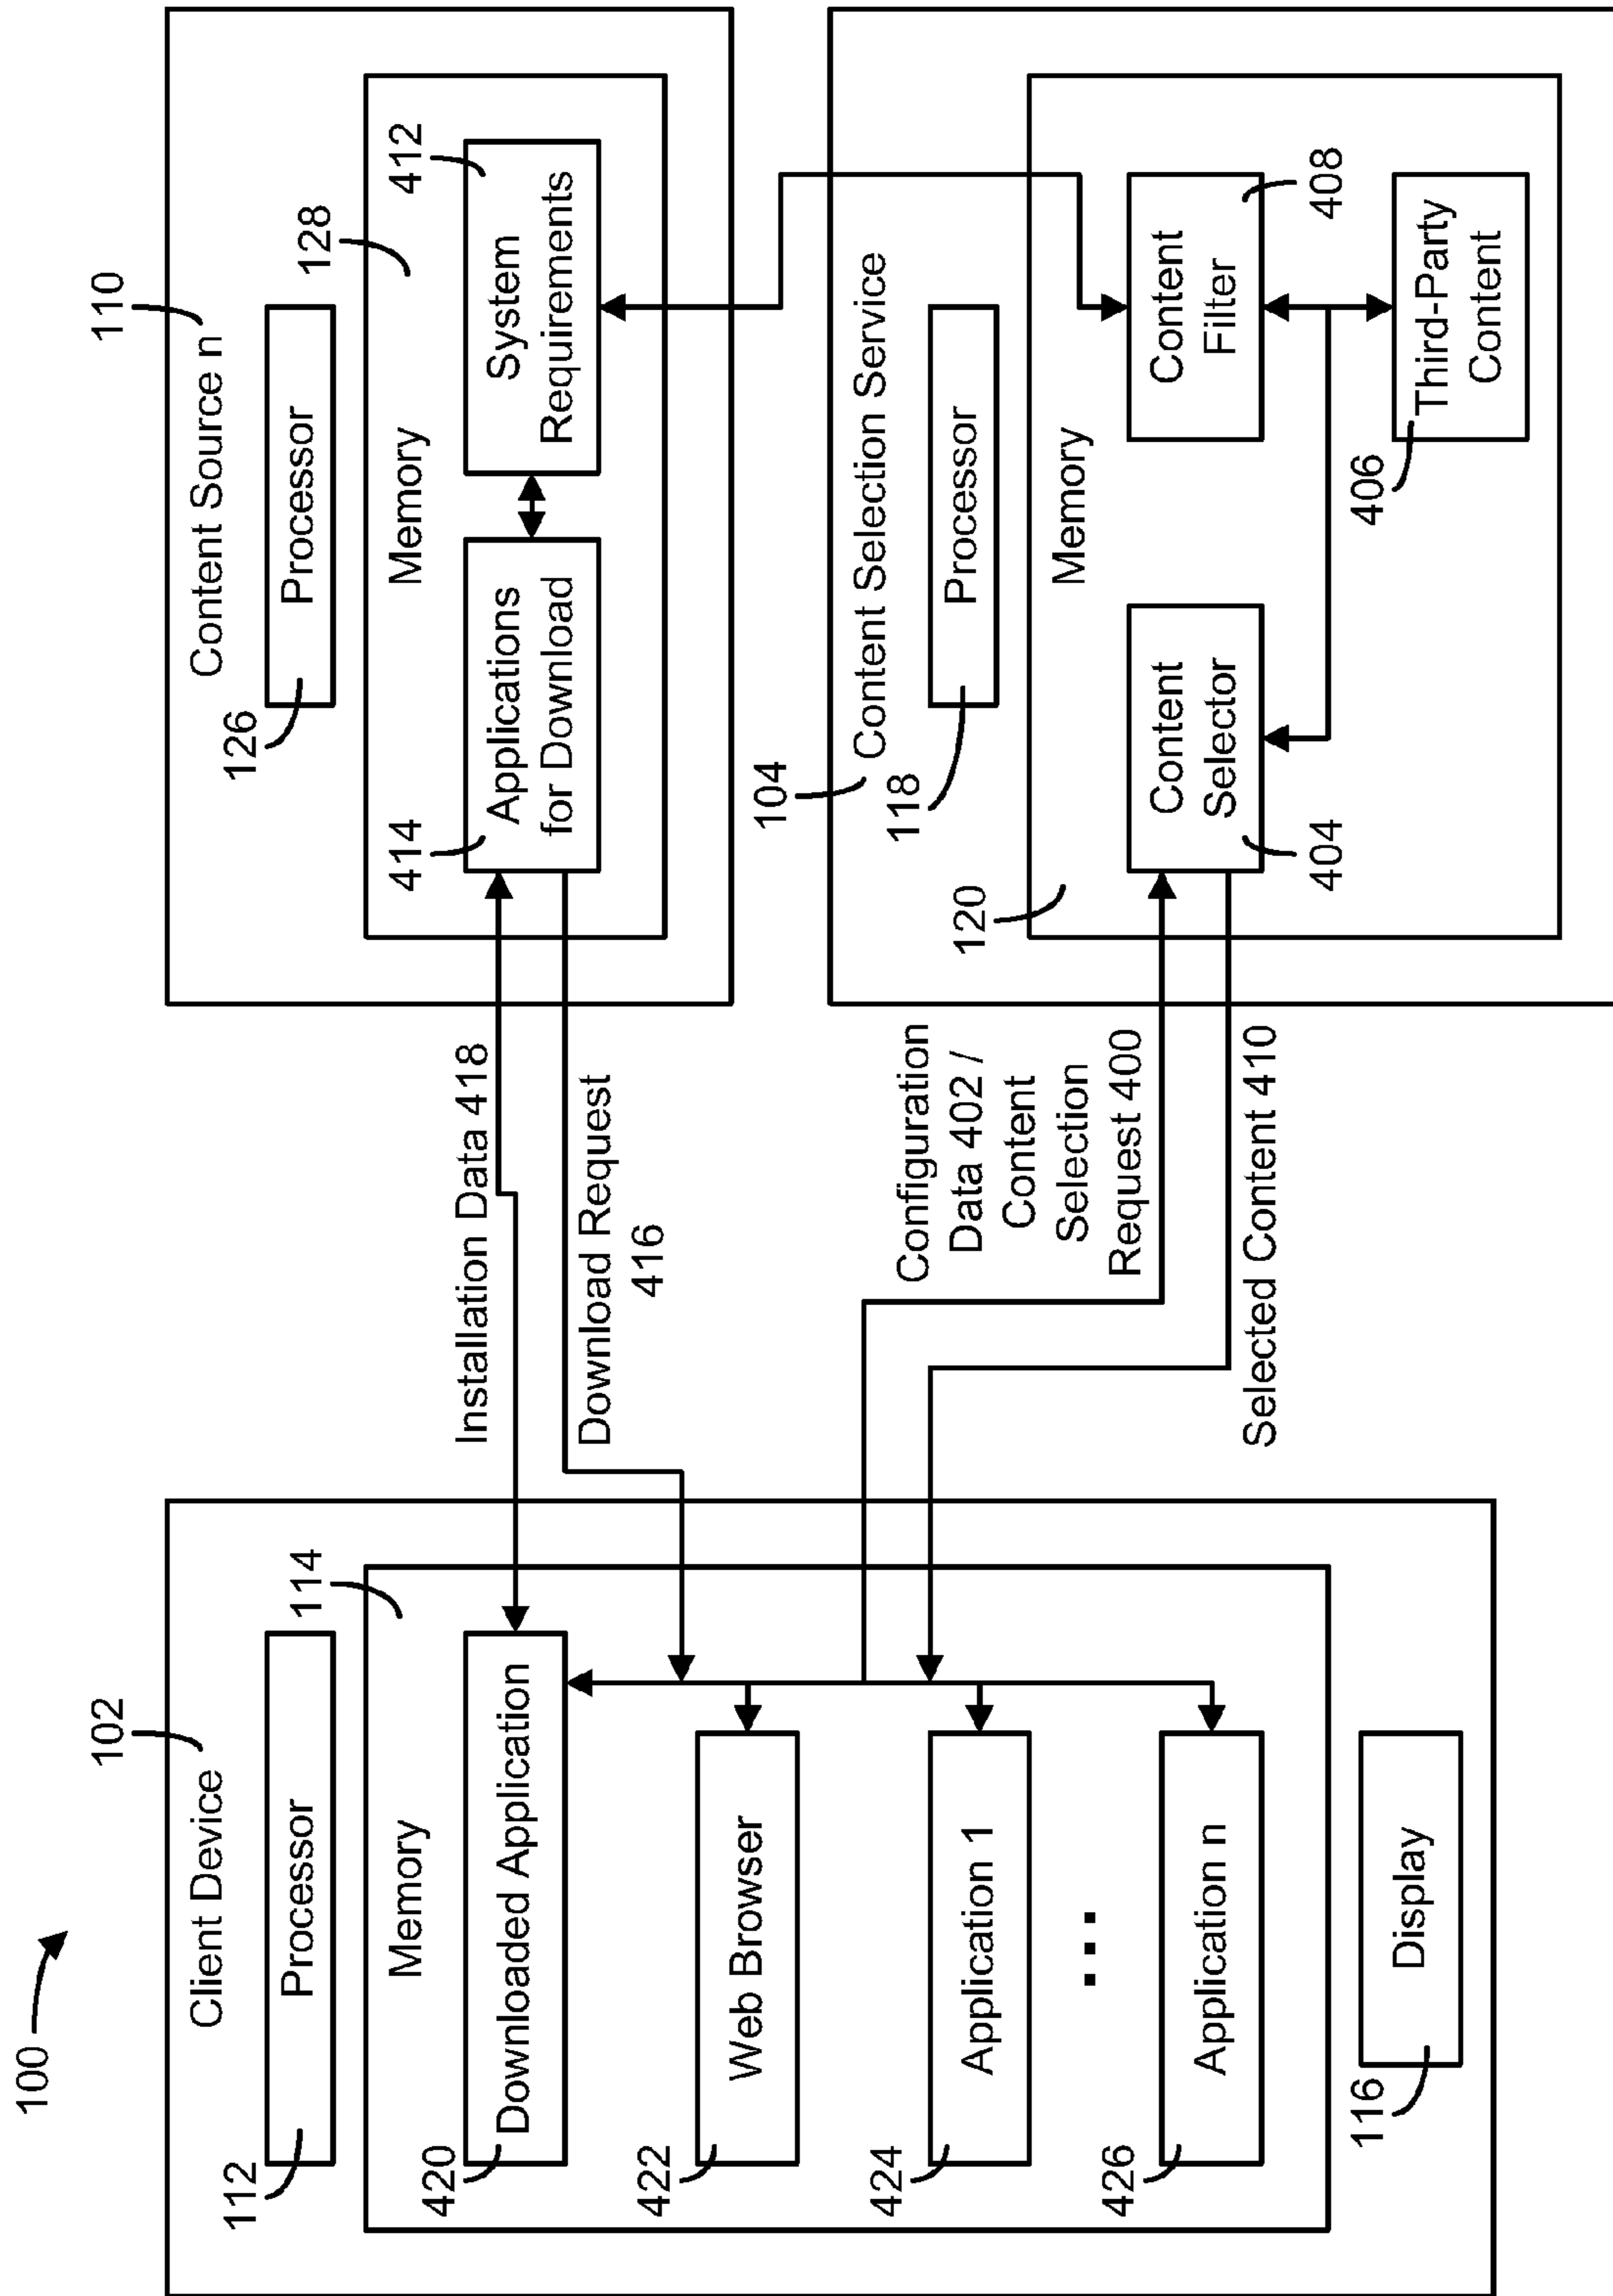 100
Client Device
102
Processor
112
Memory
114
Downloaded Application
420
Web Browser
422
Application 1
424
...
Application n
426
Display
116
Installation Data 418
Download Request
416
Configuration
Data 402 /
Content
Selection
Request 400
Selected Content 410
Content Source n
110
Processor
126
Memory
128
Applications
for Download
414
System
Requirements
412
Content Selection Service
104
Processor
118
Memory
120
Content
Selector
404
Content
Filter
408
Third-Party
Content
406